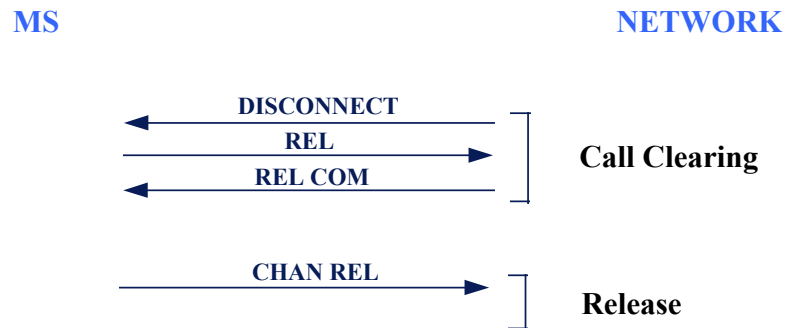 MS NETWORK
DISCONNECT
REL
Call Clearing
REL COM
CHAN REL
Release